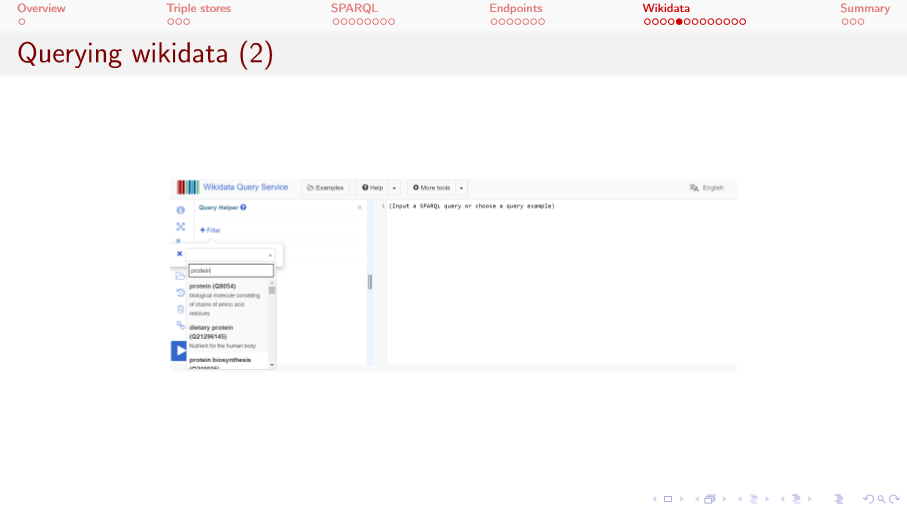 Overview Triple stores SPARQL Endpoints Wikidata Summary
Querying wikidata (2)
Wikidata Query Service Examples Help More tools English
Query Helper
1 (Input a SPARQL query or choose a query example)
Filter
protein
protein (Q8054)
biological molecule consisting
of chains of amino acid
residues
dietary protein
(Q21296145)
Nutrient for the human body
protein biosynthesis